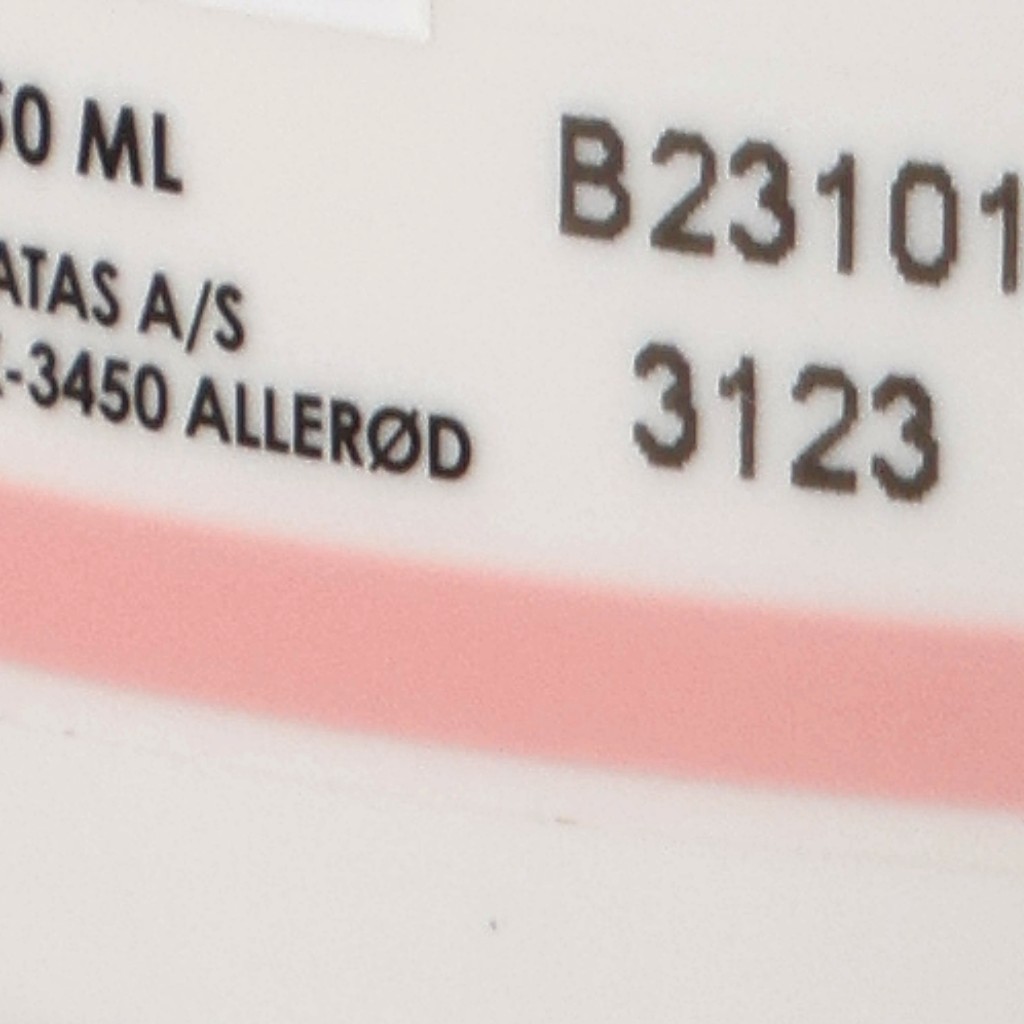 50 ML
ATAS A/S
-3450 ALLERØD
B23101
3123